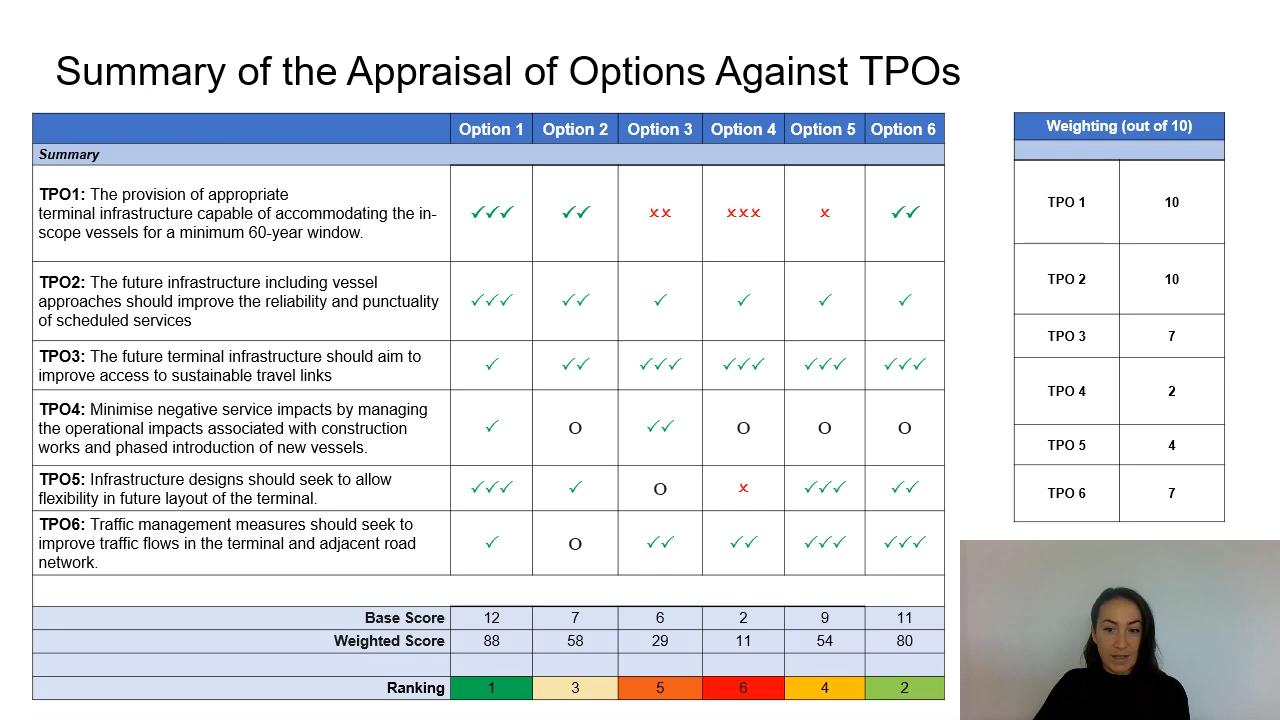 Summary of the Appraisal of Options Against TPOs
Option 1 Option 2 Option 3 Option 4 Option 5 Option 6
Summary
TPO1: The provision of appropriate
terminal infrastructure capable of accommodating the in-
scope vessels for a minimum 60-year window.
✓✓✓ ✓✓ xx xxx x ✓✓
TPO2: The future infrastructure including vessel
approaches should improve the reliability and punctuality
of scheduled services
✓✓✓ ✓✓ ✓ ✓ ✓ ✓
TPO3: The future terminal infrastructure should aim to
improve access to sustainable travel links
✓ ✓✓ ✓✓✓ ✓✓✓ ✓✓✓ ✓✓✓
TPO4: Minimise negative service impacts by managing
the operational impacts associated with construction
works and phased introduction of new vessels.
✓ O ✓✓ O O O
TPO5: Infrastructure designs should seek to allow
flexibility in future layout of the terminal.
✓✓✓ ✓ O x ✓✓✓ ✓✓
TPO6: Traffic management measures should seek to
improve traffic flows in the terminal and adjacent road
network.
✓ O ✓✓ ✓✓ ✓✓✓ ✓✓✓
Base Score 12 7 6 2 9 11
Weighted Score 88 58 29 11 54 80
Ranking 1 3 5 6 4 2
Weighting (out of 10)
TPO 1 10
TPO 2 10
TPO 3 7
TPO 4 2
TPO 5 4
TPO 6 7